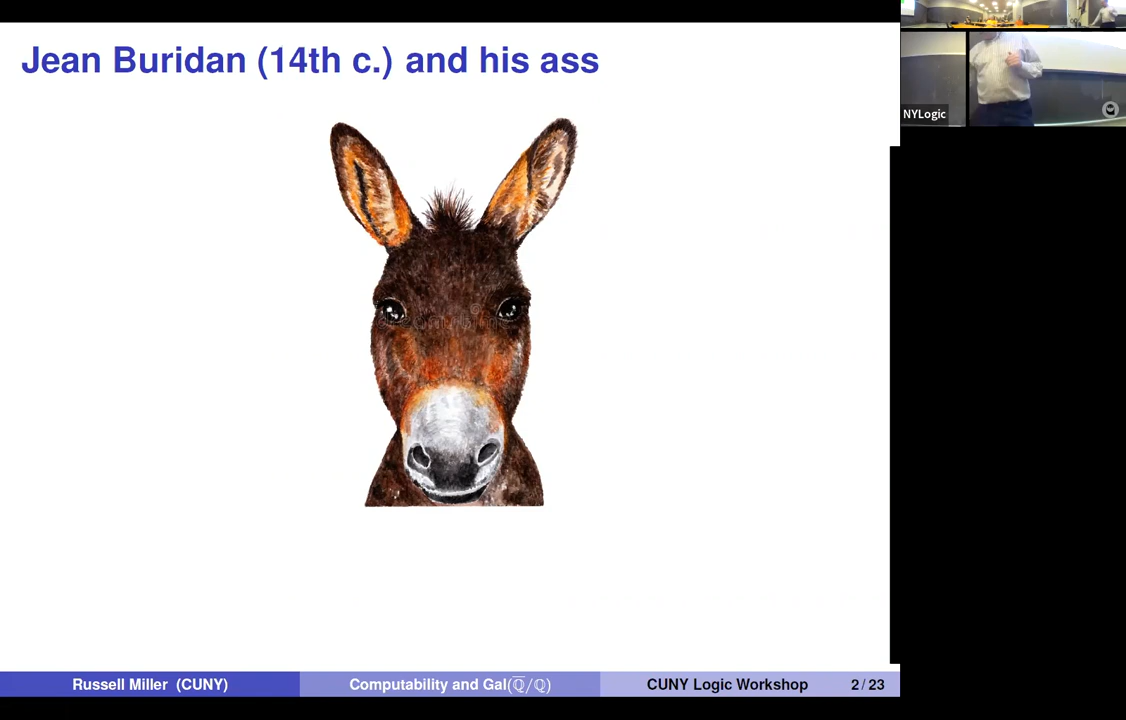 Jean Buridan (14th c.) and his ass
NYLogic
Russell Miller (CUNY)
Computability and Gal(ℚ̅/ℚ)
CUNY Logic Workshop
2 / 23